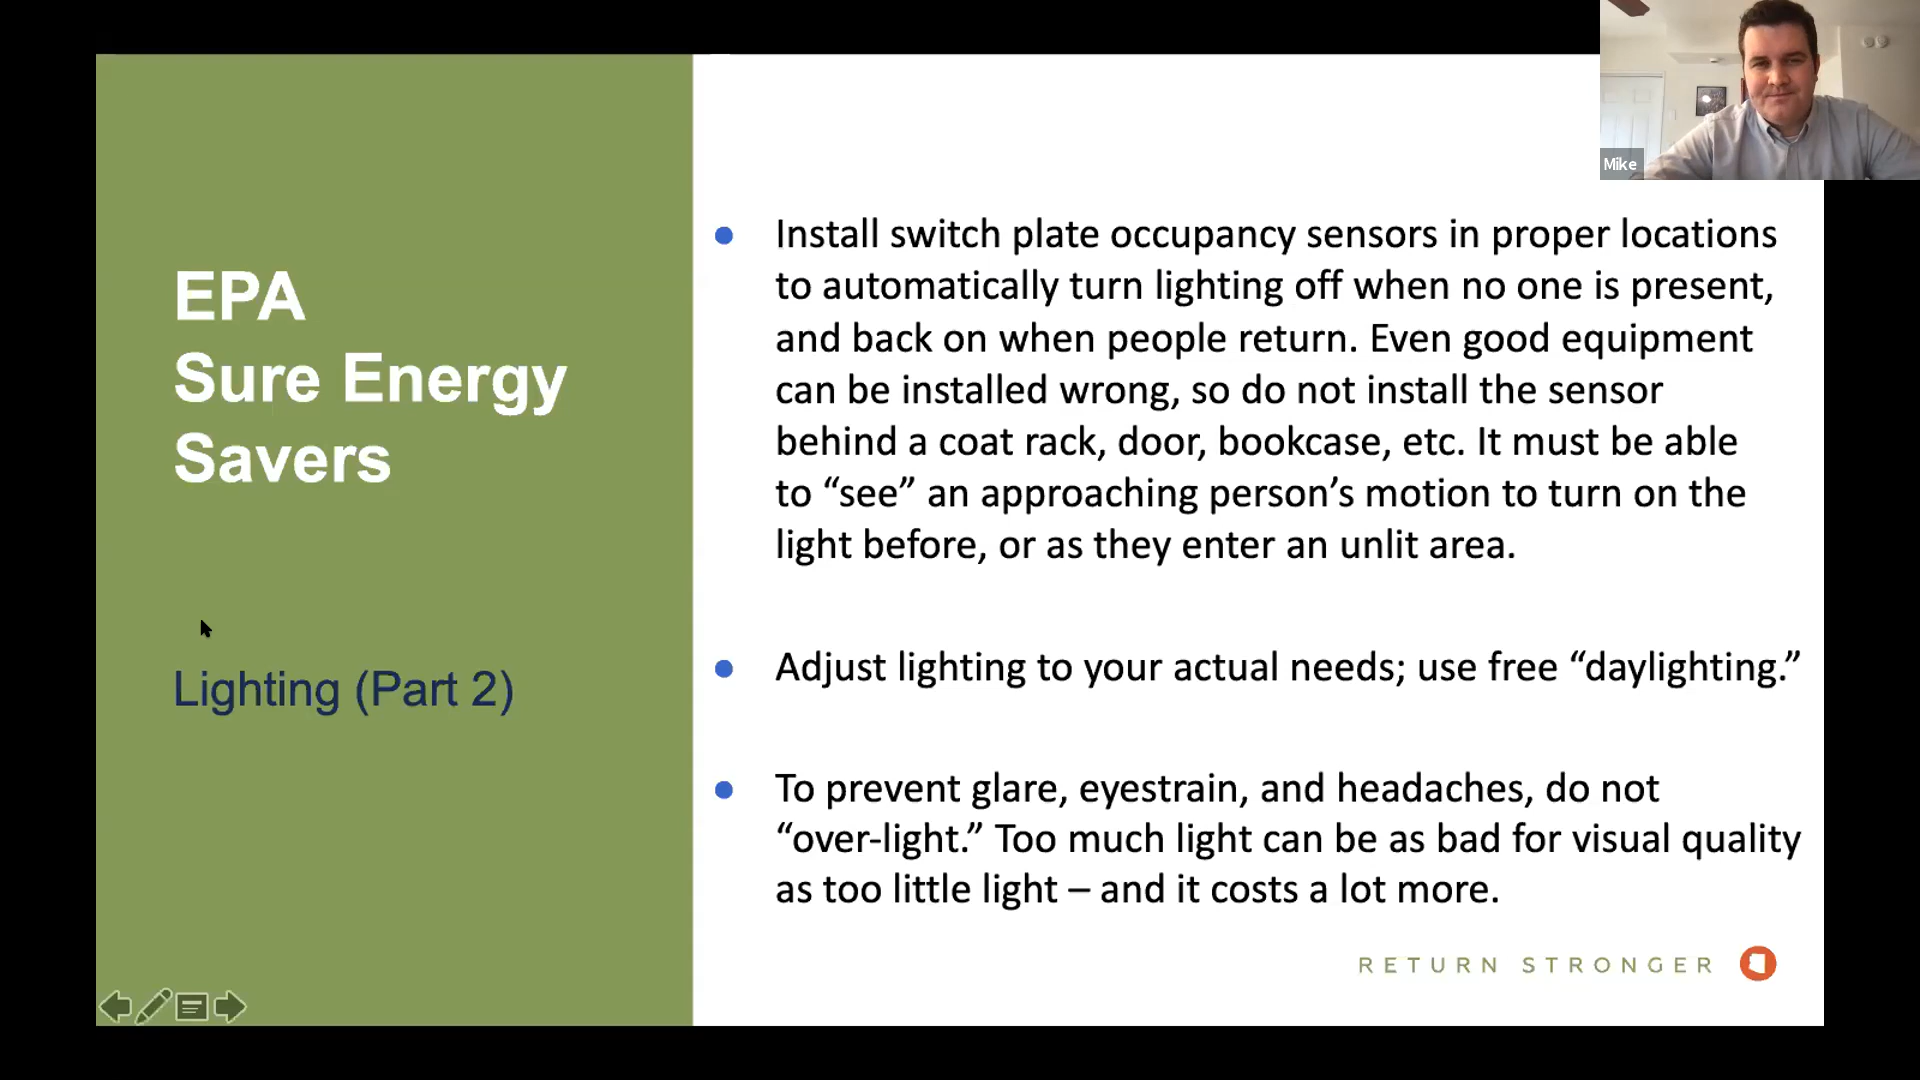 EPA
Sure Energy
Savers
Lighting (Part 2)
Mike
Install switch plate occupancy sensors in proper locations
to automatically turn lighting off when no one is present,
and back on when people return. Even good equipment
can be installed wrong, so do not install the sensor
behind a coat rack, door, bookcase, etc. It must be able
to “see” an approaching person’s motion to turn on the
light before, or as they enter an unlit area.
Adjust lighting to your actual needs; use free “daylighting.”
To prevent glare, eyestrain, and headaches, do not
“over-light.” Too much light can be as bad for visual quality
as too little light – and it costs a lot more.
RETURN STRONGER